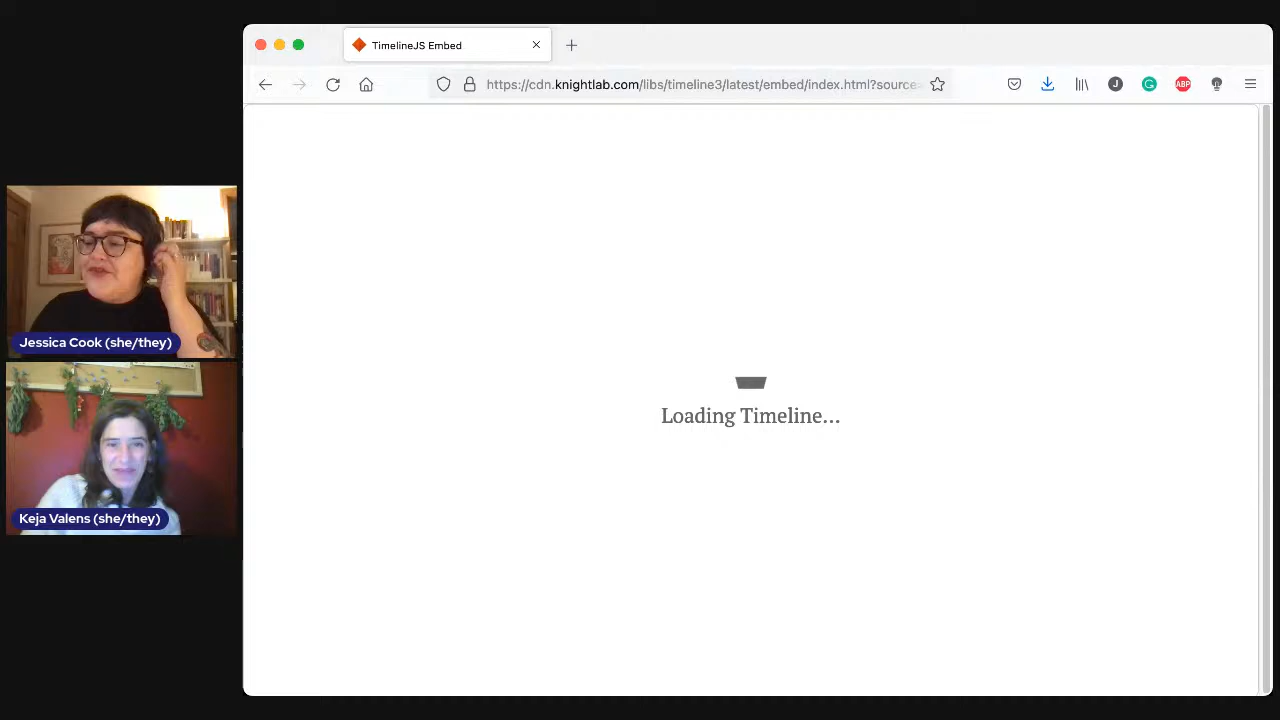 TimelineJS Embed
https://cdn.knightlab.com/libs/timeline3/latest/embed/index.html?source
J
G
ABP
Loading Timeline...
Jessica Cook (she/they)
Keja Valens (she/they)